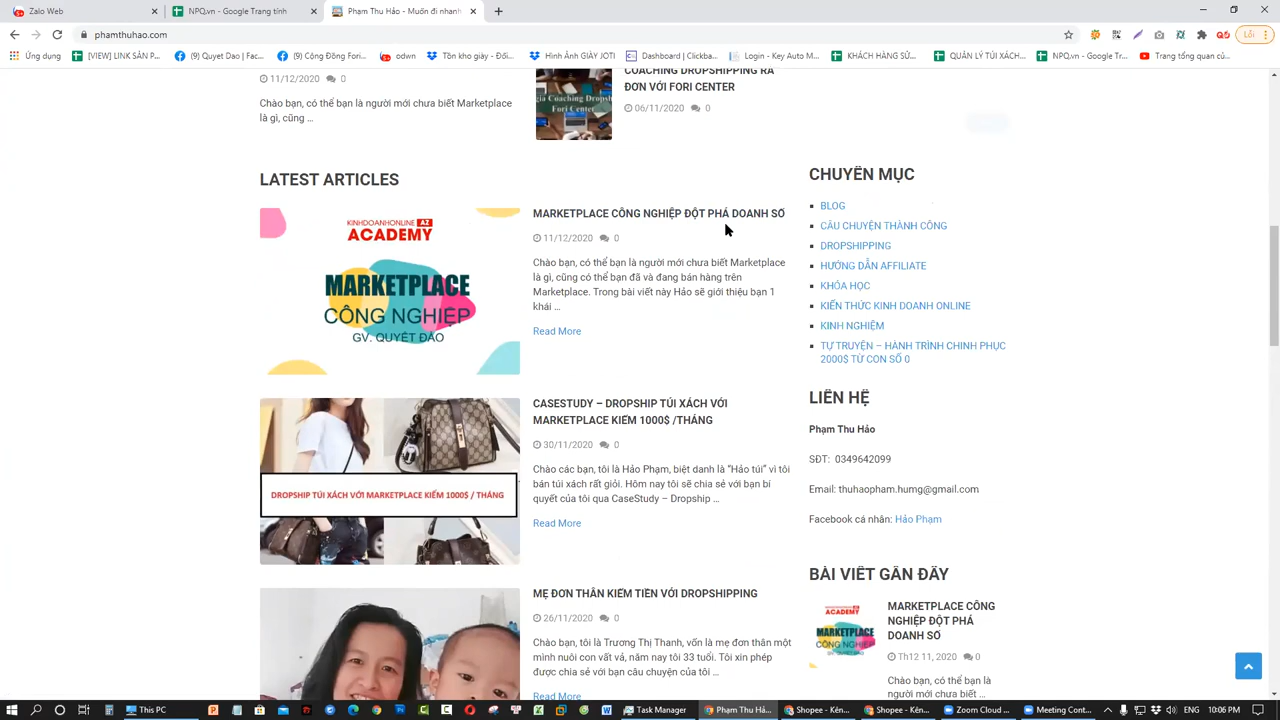 Zalo Web
NPQ.vn - Google Trang tính
Phạm Thu Hảo - Muốn đi nhanh
phamthuhao.com
Lỗi
Ứng dụng
[VIEW] LINK SẢN P...
(9) Quyet Dao | Fac...
(9) Cộng Đồng Fori...
odwn
Tồn kho giày - Đối...
Hình Ảnh GIÀY JOTI
Dashboard | Clickba...
Login - Key Auto M...
KHÁCH HÀNG SỬ...
QUẢN LÝ TÚI XÁCH...
NPQ.vn - Google Tr...
Trang tổng quan củ...
11/12/2020 0
Chào bạn, có thể bạn là người mới chưa biết Marketplace
là gì, cũng ...
COACHING DROPSHIPPING RA
ĐƠN VỚI FORI CENTER
06/11/2020 0
LATEST ARTICLES
KINHDOANHONLINE AZ
ACADEMY
MARKETPLACE
CÔNG NGHIỆP
GV. QUYẾT ĐÀO
MARKETPLACE CÔNG NGHIỆP ĐỘT PHÁ DOANH SỐ
11/12/2020 0
Chào bạn, có thể bạn là người mới chưa biết Marketplace
là gì, cũng có thể bạn đã và đang bán hàng trên
Marketplace. Trong bài viết này Hảo sẽ giới thiệu bạn 1
khái ...
Read More
DROPSHIP TÚI XÁCH VỚI MARKETPLACE KIẾM 1000$ / THÁNG
CASESTUDY – DROPSHIP TÚI XÁCH VỚI
MARKETPLACE KIẾM 1000$ /THÁNG
30/11/2020 0
Chào các bạn, tôi là Hảo Phạm, biệt danh là “Hảo túi” vì tôi
bán túi xách rất giỏi. Hôm nay tôi sẽ chia sẻ với bạn bí
quyết của tôi qua CaseStudy – Dropship ...
Read More
MẸ ĐƠN THÂN KIẾM TIỀN VỚI DROPSHIPPING
26/11/2020 0
Chào bạn, tôi là Trương Thị Thanh, vốn là mẹ đơn thân một
mình nuôi con vất vả, năm nay tôi 33 tuổi. Tôi xin phép
được chia sẻ với bạn câu chuyện của tôi ...
Read More
CHUYÊN MỤC
BLOG
CÂU CHUYỆN THÀNH CÔNG
DROPSHIPPING
HƯỚNG DẪN AFFILIATE
KHÓA HỌC
KIẾN THỨC KINH DOANH ONLINE
KINH NGHIỆM
TỰ TRUYỆN – HÀNH TRÌNH CHINH PHỤC
2000$ TỪ CON SỐ 0
LIÊN HỆ
Phạm Thu Hảo
SĐT: 0349642099
Email: thuhaopham.humg@gmail.com
Facebook cá nhân: Hảo Phạm
BÀI VIẾT GẦN ĐÂY
ACADEMY
MARKETPLACE
CÔNG NGHIỆP
MARKETPLACE CÔNG
NGHIỆP ĐỘT PHÁ
DOANH SỐ
Th12 11, 2020 0
Chào bạn, có thể bạn là
người mới chưa biết ...
This PC
Task Manager
Phạm Thu Hả...
Shopee - Kên...
Shopee - Kên...
Zoom Cloud ...
Meeting Cont...
ENG
10:06 PM